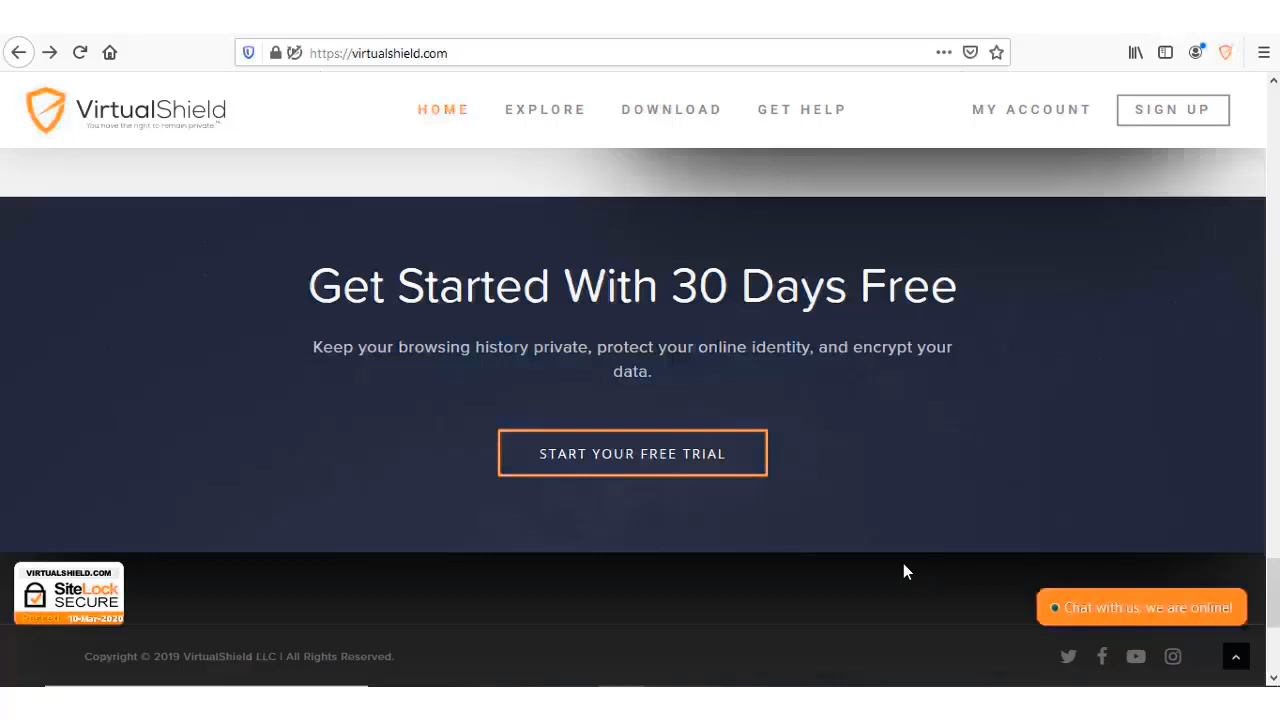 https://virtualshield.com
VirtualShield
You have the right to remain private.™
HOME EXPLORE DOWNLOAD GET HELP MY ACCOUNT SIGN UP
Get Started With 30 Days Free
Keep your browsing history private, protect your online identity, and encrypt your
data.
START YOUR FREE TRIAL
VIRTUALSHIELD.COM
SiteLock
SECURE
10-Mar-2020
Chat with us, we are online!
Copyright © 2019 VirtualShield LLC | All Rights Reserved.